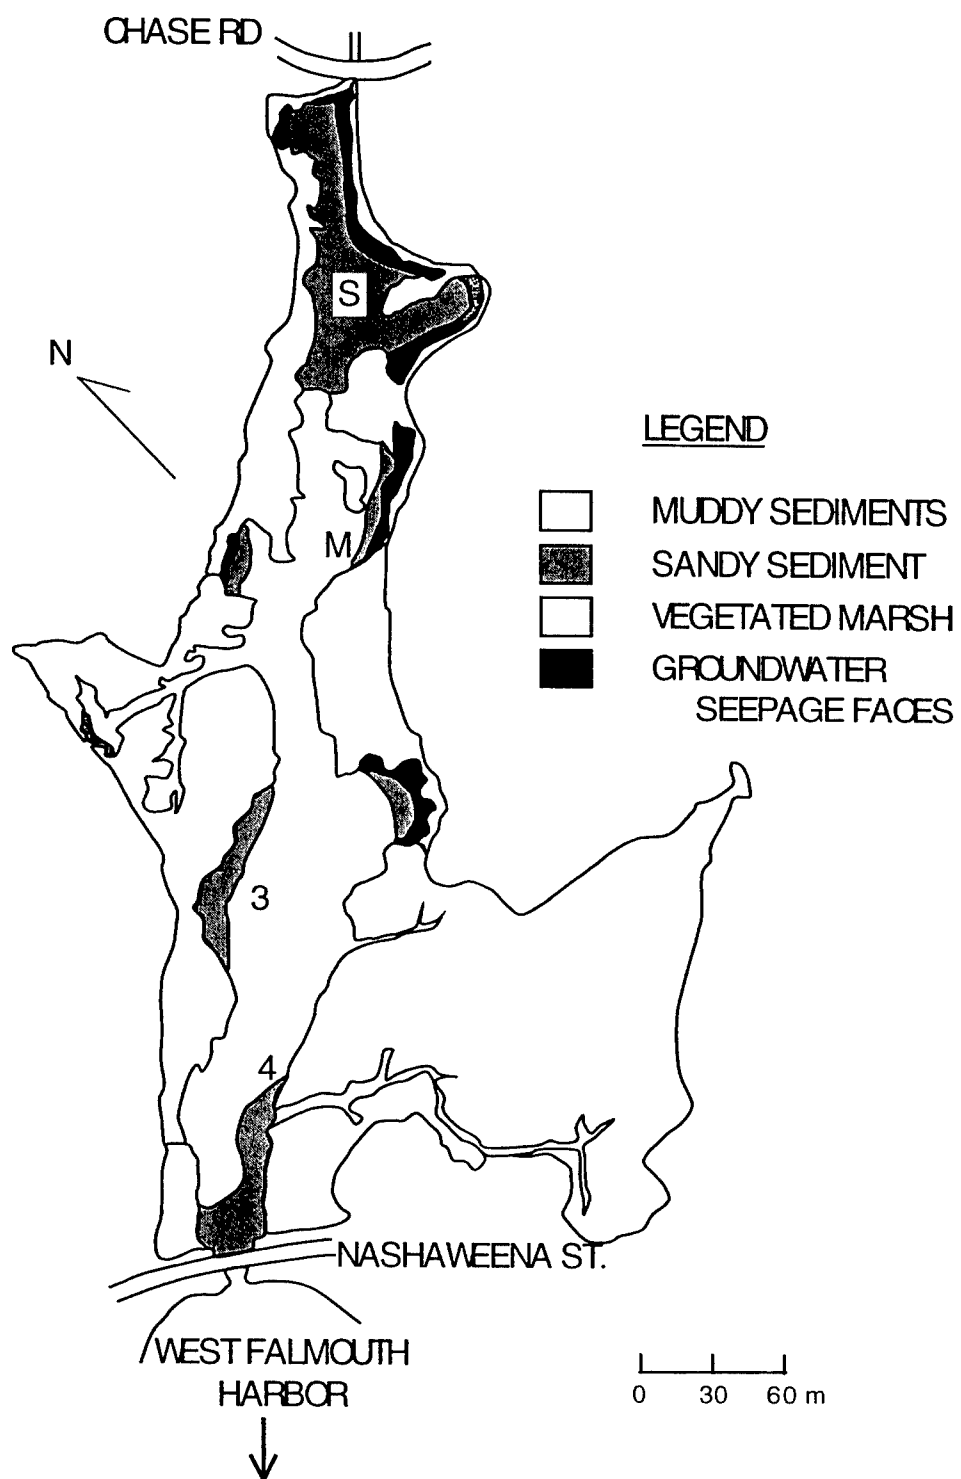 CHASE RD
S
N
LEGEND
MUDDY SEDIMENTS
SANDY SEDIMENT
VEGETATED MARSH
GROUNDWATER
SEEPAGE FACES
M
3
4
NASHAWEENA ST.
WEST FALMOUTH
HARBOR
0 30 60 m